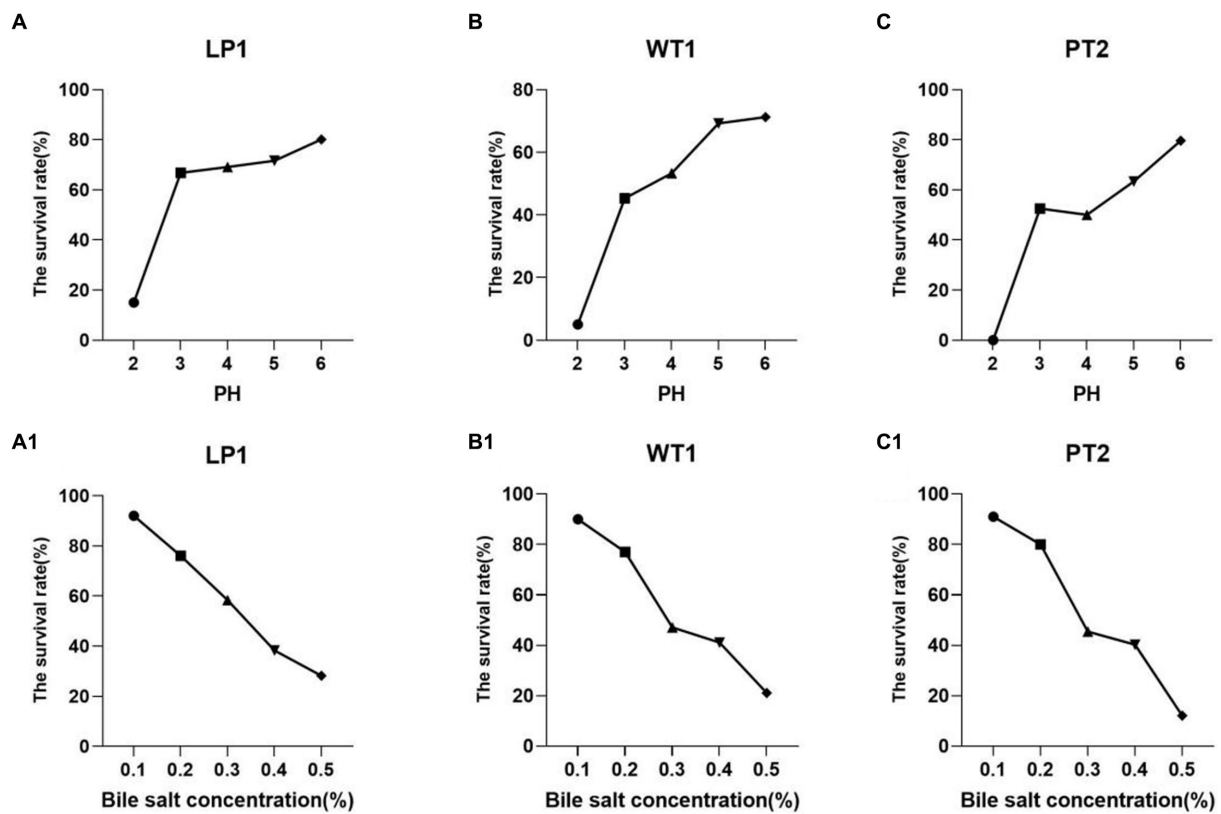 A
LP1
The survival rate(%)
100
80
60
40
20
0
2 3 4 5 6
PH
B
WT1
The survival rate(%)
80
60
40
20
0
2 3 4 5 6
PH
C
PT2
The survival rate(%)
100
80
60
40
20
0
2 3 4 5 6
PH
A1
LP1
The survival rate(%)
100
80
60
40
20
0
0.1 0.2 0.3 0.4 0.5
Bile salt concentration(%)
B1
WT1
The survival rate(%)
100
80
60
40
20
0
0.1 0.2 0.3 0.4 0.5
Bile salt concentration(%)
C1
PT2
The survival rate(%)
100
80
60
40
20
0
0.1 0.2 0.3 0.4 0.5
Bile salt concentration(%)